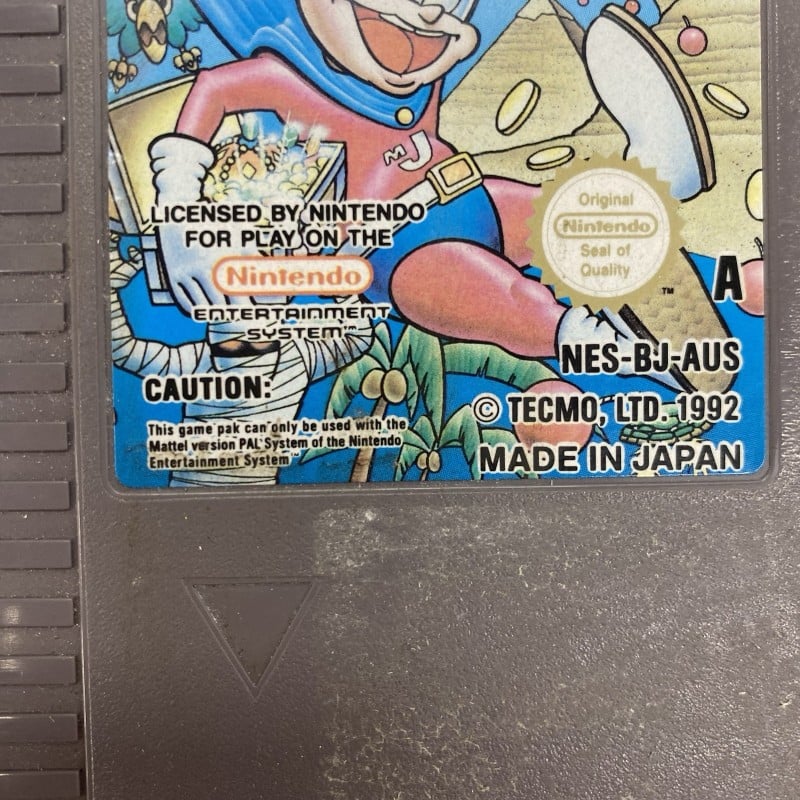 MJ
LICENSED BY NINTENDO
FOR PLAY ON THE
Nintendo
ENTERTAINMENT
SYSTEM™
Original
Nintendo
Seal of
Quality
™
A
NES-BJ-AUS
© TECMO, LTD. 1992
MADE IN JAPAN
CAUTION:
This game pak can only be used with the
Mattel version PAL System of the Nintendo
Entertainment System™